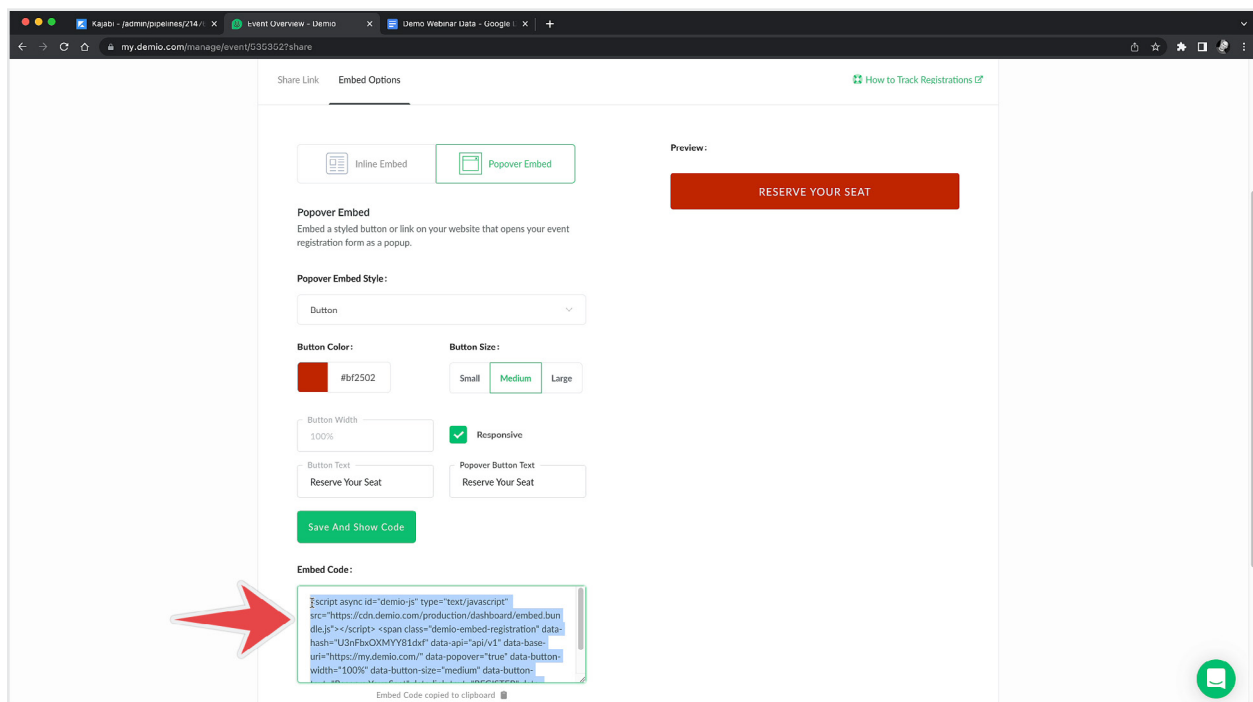 Kajabi - /admin/pipelines/2147
Event Overview - Demio
Demo Webinar Data - Google
my.demio.com/manage/event/535352?share
Share Link
Embed Options
How to Track Registrations
Inline Embed
Popover Embed
Preview:
RESERVE YOUR SEAT
Popover Embed
Embed a styled button or link on your website that opens your event
registration form as a popup.
Popover Embed Style:
Button
Button Color:
Button Size:
#bf2502
Small
Medium
Large
Button Width
100%
Responsive
Button Text
Reserve Your Seat
Popover Button Text
Reserve Your Seat
Save And Show Code
Embed Code:
script async id="demio-js" type="text/javascript"
src="https://cdn.demio.com/production/dashboard/embed.bun
dle.js"></script> <span class="demio-embed-registration" data-
hash="U3nFbxOXMYY81dxf" data-api="api/v1" data-base-
uri="https://my.demio.com/" data-popover="true" data-button-
width="100%" data-button-size="medium" data-button-
Embed Code copied to clipboard